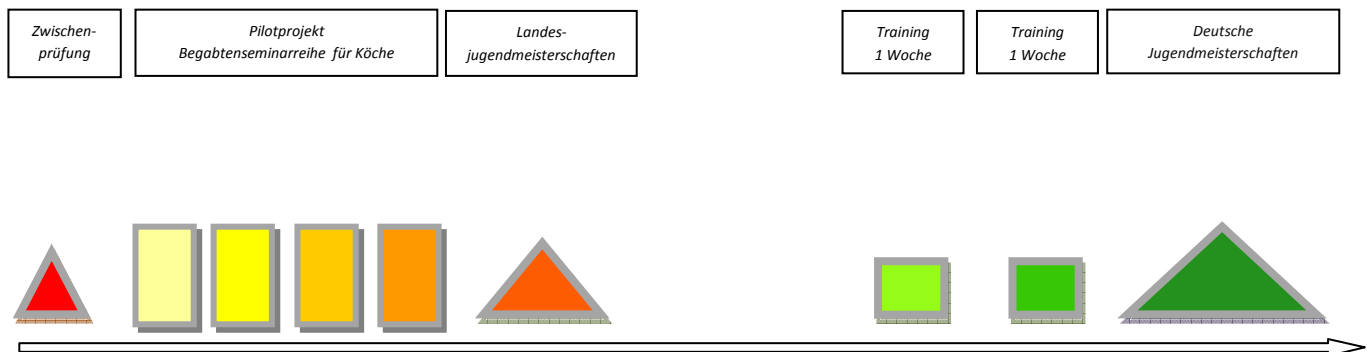 Zwischen-
prüfung
Pilotprojekt
Begabtenseminarreihe für Köche
Landes-
jugendmeisterschaften
Training
1 Woche
Training
1 Woche
Deutsche
Jugendmeisterschaften